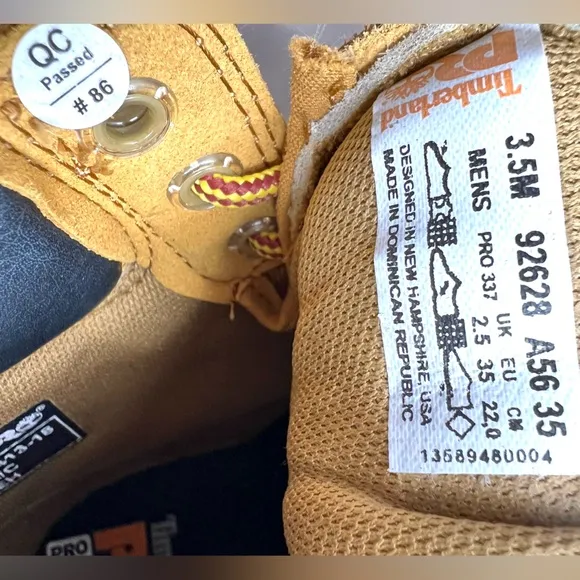 QC
Passed
# 86
Timberland
PRO
3.5M 92628 A56 35
MENS PRO 337 UK EU CM
2.5 35 22,0
DESIGNED IN NEW HAMPSHIRE, USA
MADE IN DOMINICAN REPUBLIC
13589480004
PRO
Tim